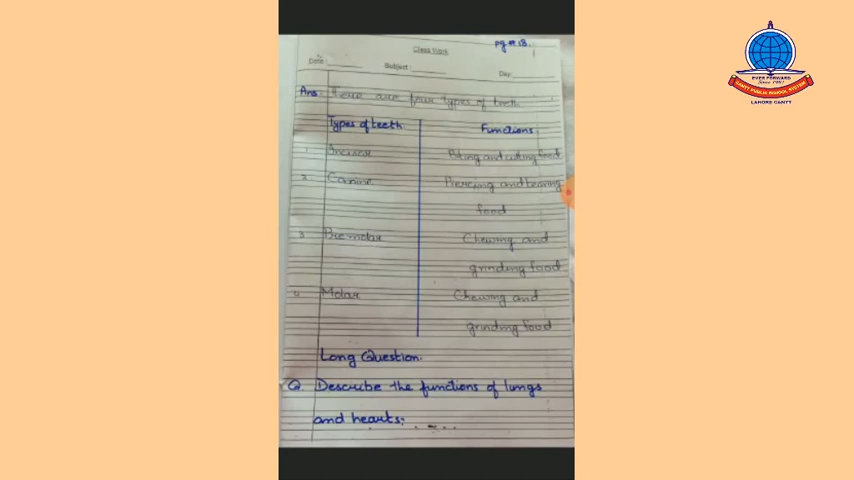 pg # 18.
Class Work
Date: Subject: Day:
Ans: There are four types of teeth
Types of teeth Functions
1 Incisor Biting and cutting food
2 Canine Piercing and tearing
food
3 Premolar Chewing and
grinding food
4 Molar Chewing and
grinding food
Long Question.
Q. Describe the functions of lungs
and hearts:
EVER FORWARD
Since 1961
CANTT PUBLIC SCHOOL SYSTEM
LAHORE CANTT